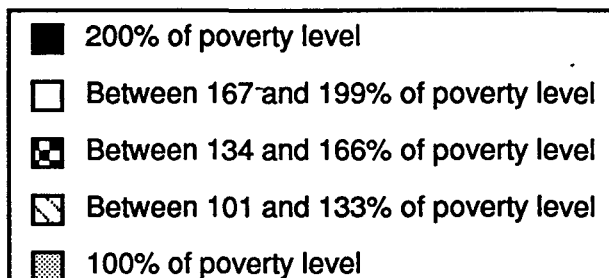 200% of poverty level
Between 167 and 199% of poverty level
Between 134 and 166% of poverty level
Between 101 and 133% of poverty level
100% of poverty level